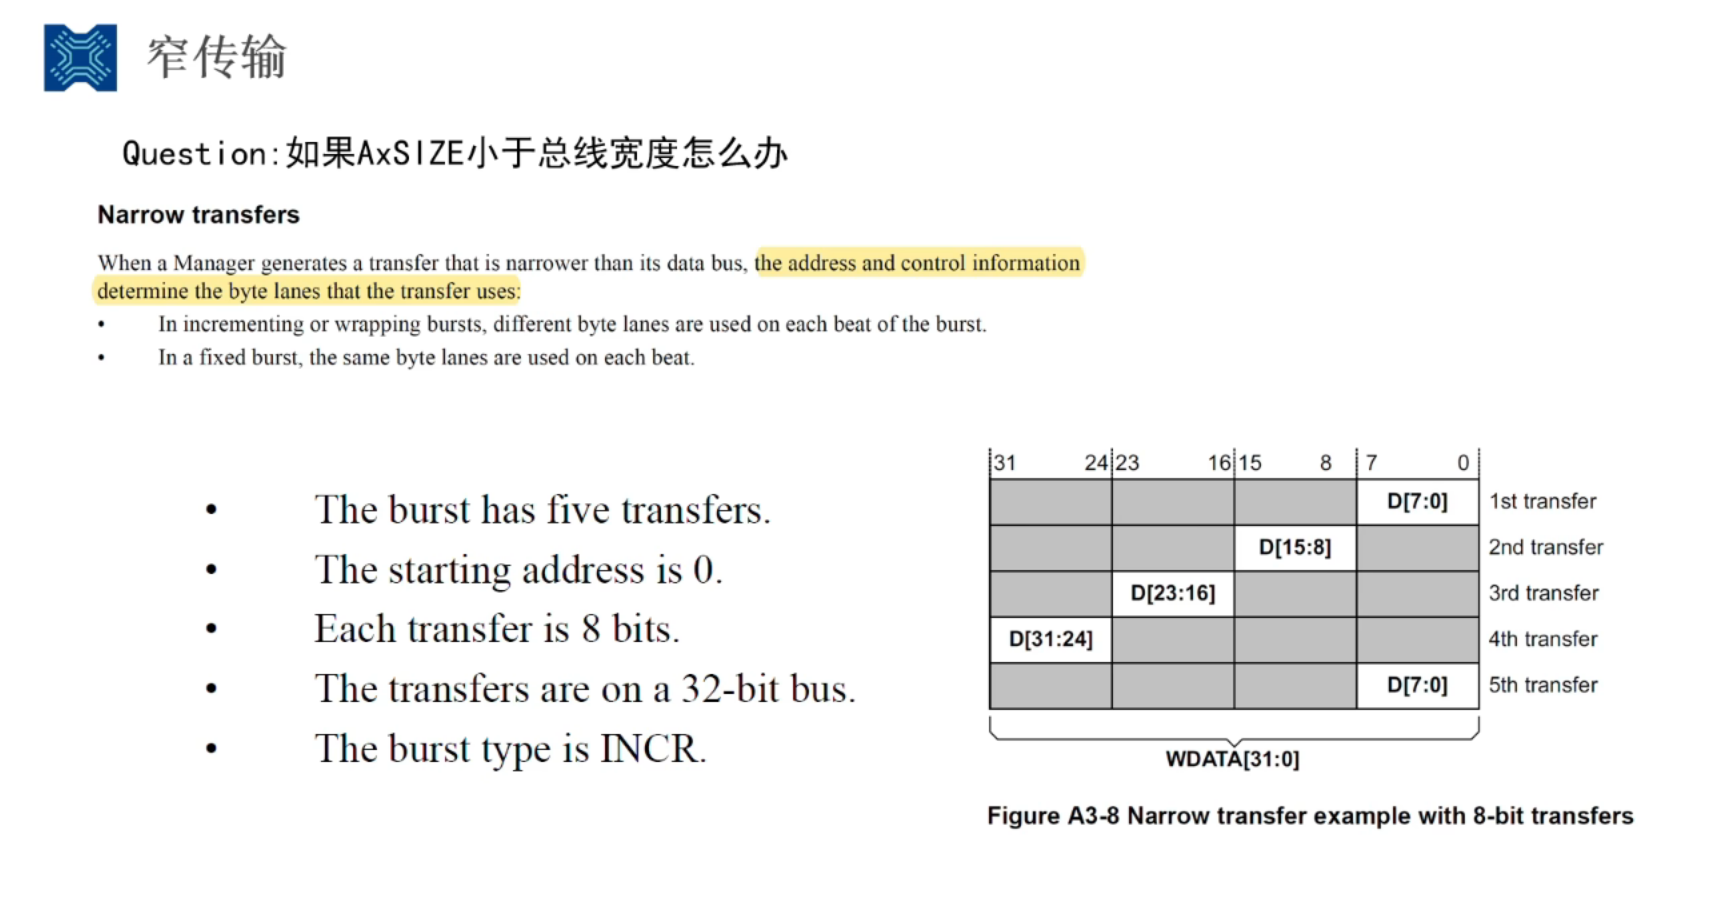 窄传输
Question:如果AxSIZE小于总线宽度怎么办
Narrow transfers
When a Manager generates a transfer that is narrower than its data bus, the address and control information
determine the byte lanes that the transfer uses:
• In incrementing or wrapping bursts, different byte lanes are used on each beat of the burst.
• In a fixed burst, the same byte lanes are used on each beat.
• The burst has five transfers.
• The starting address is 0.
• Each transfer is 8 bits.
• The transfers are on a 32-bit bus.
• The burst type is INCR.
31 24 23 16 15 8 7 0
D[7:0] 1st transfer
D[15:8] 2nd transfer
D[23:16] 3rd transfer
D[31:24] 4th transfer
D[7:0] 5th transfer
WDATA[31:0]
Figure A3-8 Narrow transfer example with 8-bit transfers